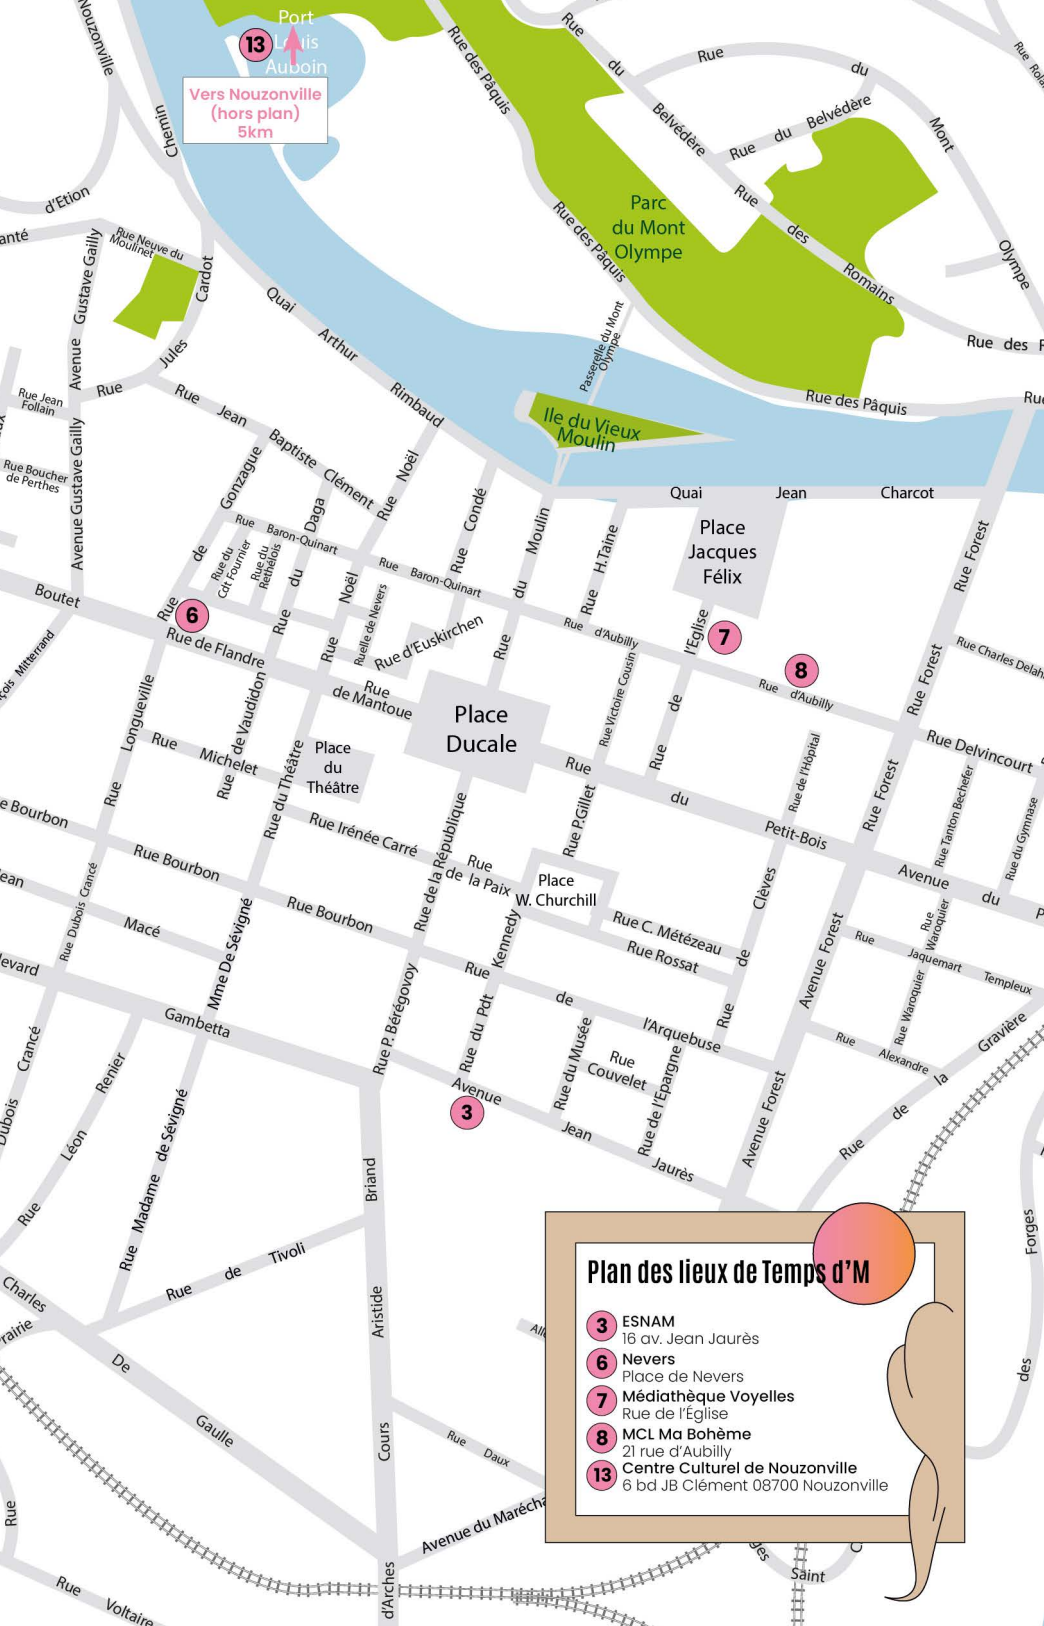 Port
Louis
Auboin
13
Vers Nouzonville
(hors plan)
5km
Nouzonville
Chemin
d'Etion
Rue Neuve du
Moulinet
Avenue Gustave Gailly
Rue Jules Cardot
Rue Jean
Follain
Rue Boucher
de Perthes
Avenue Gustave Gailly
Quai Arthur Rimbaud
Rue des Pâquis
Rue du Belvédère
Rue du Mont Olympe
Rue du Belvédère
Rue des Romains
Parc
du Mont
Olympe
Rue des Pâquis
Passerelle du Mont
Olympe
Rue des Pâquis
Ile du Vieux
Moulin
Quai Jean Charcot
Place
Jacques
Félix
Rue Jean Baptiste Clément
Rue de Gonzague
Rue Baron-Quinart
Rue du
Cdt Fournier
Rue du
Rethélois
Rue du Daga
Rue Noël
Rue Noël
Rue Condé
Rue du Moulin
Rue H.Taine
Rue Baron-Quinart
Ruelle de Nevers
Rue d'Euskirchen
Boutet
6
Rue de Flandre
Rue
de Mantoue
Place
Ducale
Rue d'Aubilly
Rue Victoire Cousin
Rue de l'Eglise
7
8
Rue d'Aubilly
Rue Forest
Rue Forest
Rue Forest
Rue Charles Delah
Rue Delvincourt
Rue de l'Hôpital
Rue Tanton Bechefer
Rue du Gymnase
Mitterrand
Rue Longueville
Rue de Vaudidon
Rue Michelet
Rue du Théâtre
Place
du
Théâtre
Rue du Petit-Bois
Rue P.Gillet
Rue Irénée Carré
Rue de la République
Rue
de la Paix
Place
W. Churchill
Rue C. Métézeau
Rue Rossat
Rue de Clèves
Avenue du
Rue
Waroquier
Rue Jaquemart Templeux
Rue Waroquier
Rue Alexandre
Rue de la Gravière
Avenue Forest
Avenue Forest
e Bourbon
Rue Bourbon
Rue Bourbon
Rue de l'Arquebuse
Rue Dubois Crancé
Macé
Mme De Sévigné
levard
Gambetta
Rue P. Bérégovoy
Rue du Pdt Kennedy
Rue du Musée
Rue
Couvelet
Rue de l'Epargne
Avenue Jean Jaurès
3
Dubois Crancé
Rue Léon Renier
Rue Madame de Sévigné
Rue de Tivoli
Charles De Gaulle
rairie
Cours Aristide Briand
Rue Daux
Avenue du Marécha
d'Arches
Rue
Rue Voltaire
des Forges
Saint
Plan des lieux de Temps d'M
3 ESNAM
16 av. Jean Jaurès
6 Nevers
Place de Nevers
7 Médiathèque Voyelles
Rue de l'Église
8 MCL Ma Bohème
21 rue d'Aubilly
13 Centre Culturel de Nouzonville
6 bd JB Clément 08700 Nouzonville